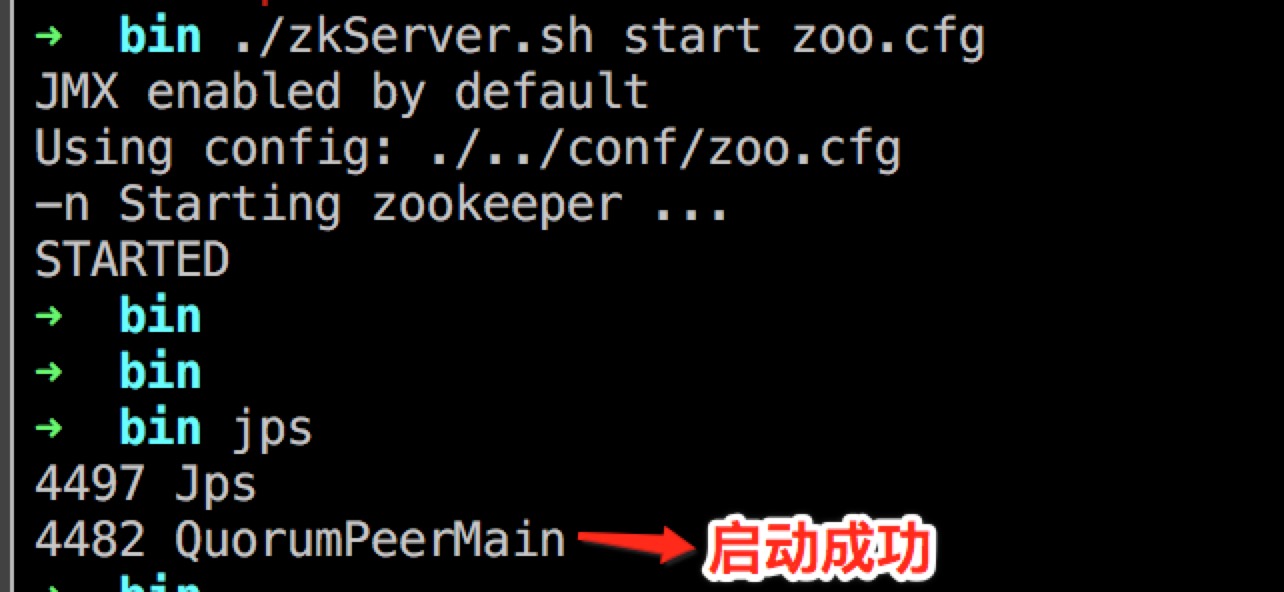 → bin ./zkServer.sh start zoo.cfg
JMX enabled by default
Using config: ./../conf/zoo.cfg
-n Starting zookeeper ...
STARTED
→ bin
→ bin
→ bin jps
4497 Jps
4482 QuorumPeerMain 启动成功
→ bin